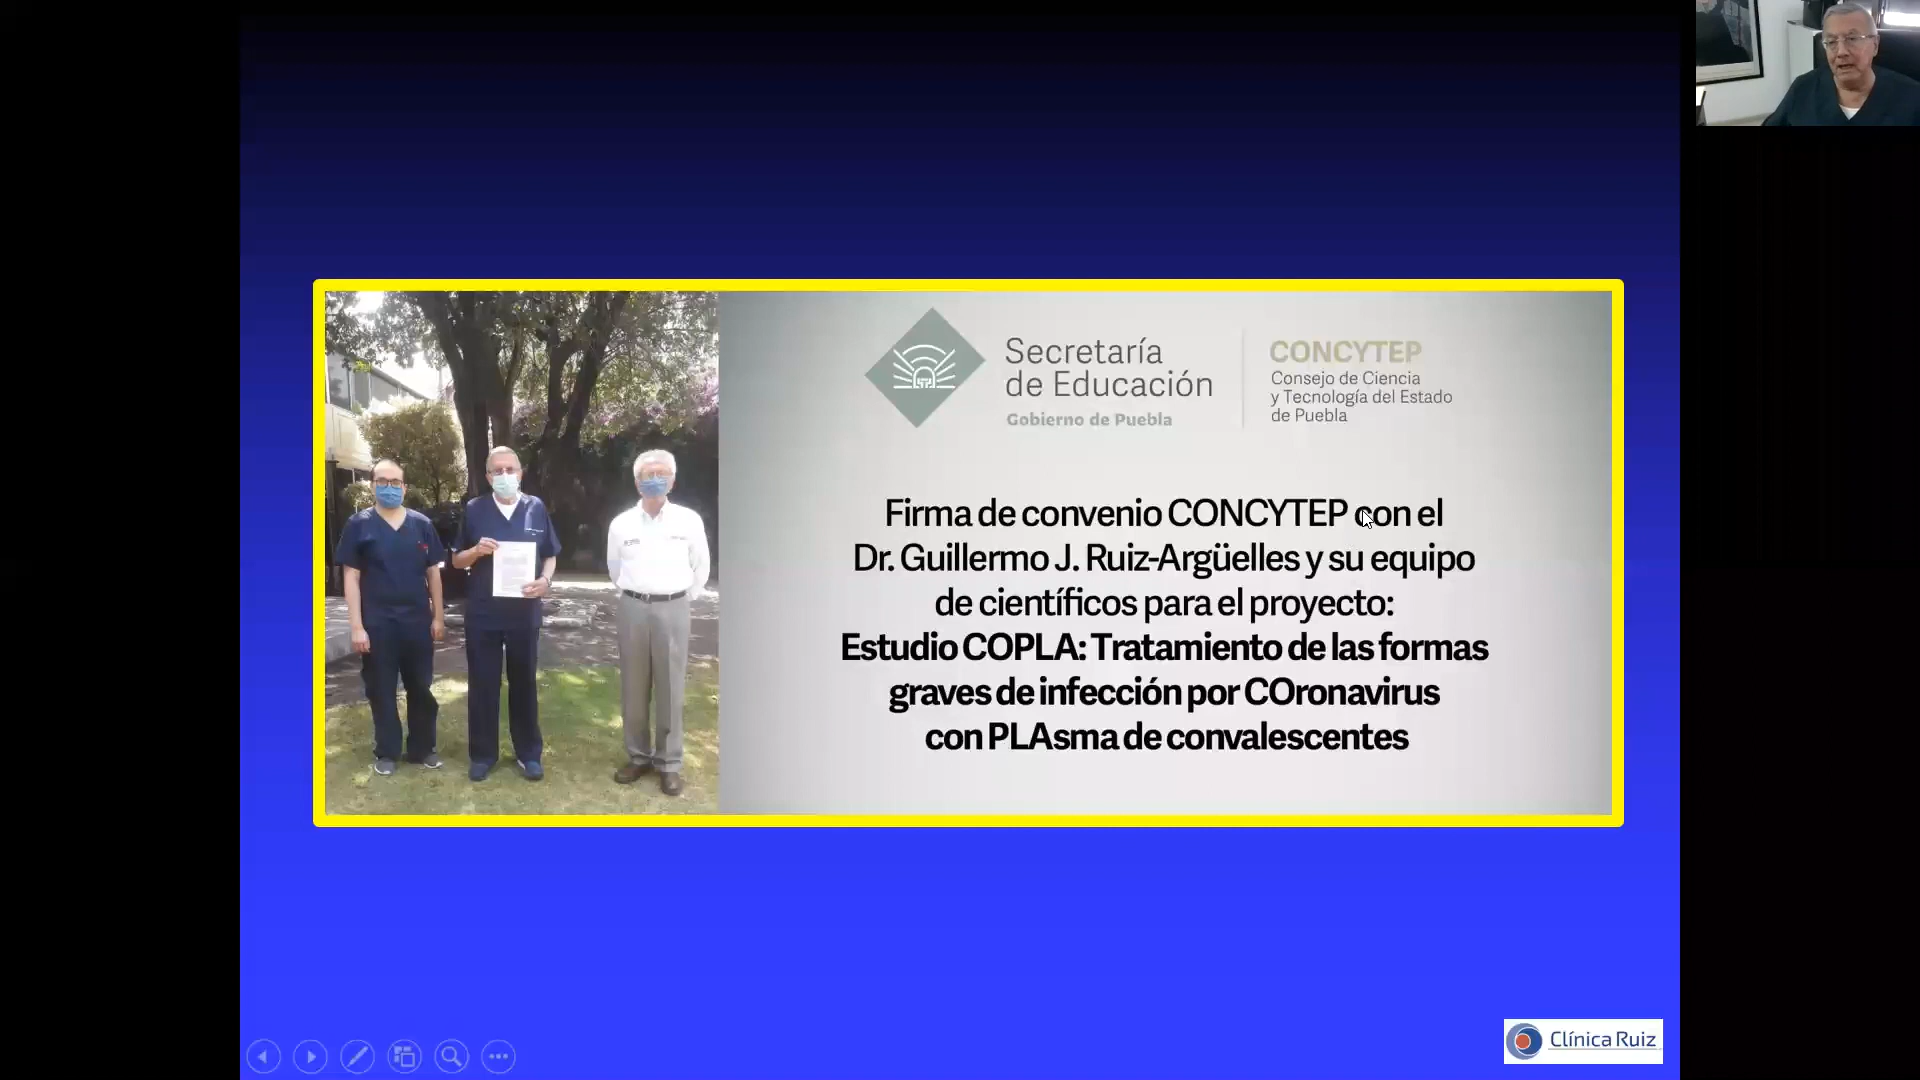 Secretaría
de Educación
Gobierno de Puebla
CONCYTEP
Consejo de Ciencia
y Tecnología del Estado
de Puebla
Firma de convenio CONCYTEP con el
Dr. Guillermo J. Ruiz-Argüelles y su equipo
de científicos para el proyecto:
Estudio COPLA: Tratamiento de las formas
graves de infección por COronavirus
con PLAsma de convalescentes
Clínica Ruiz